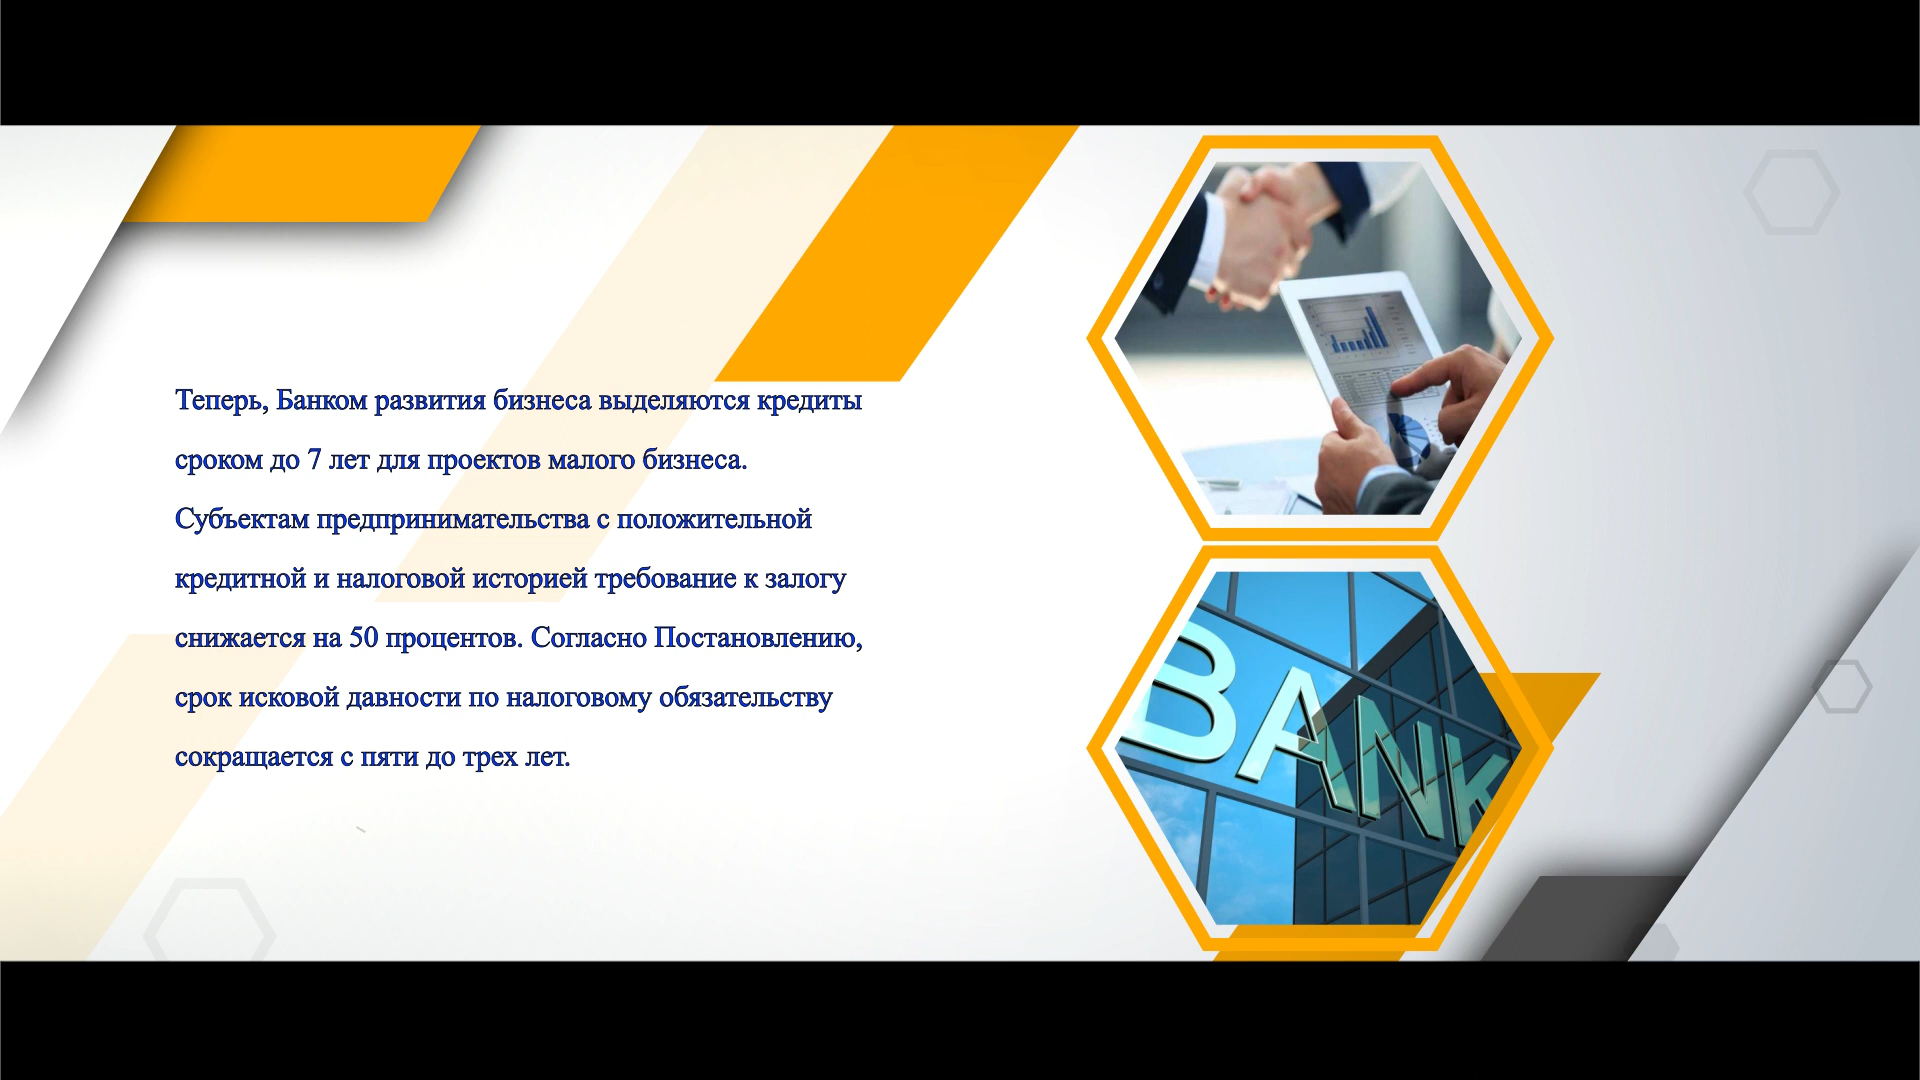 Теперь, Банком развития бизнеса выделяются кредиты
сроком до 7 лет для проектов малого бизнеса.
Субъектам предпринимательства с положительной
кредитной и налоговой историей требование к залогу
снижается на 50 процентов. Согласно Постановлению,
срок исковой давности по налоговому обязательству
сокращается с пяти до трех лет.
BANK